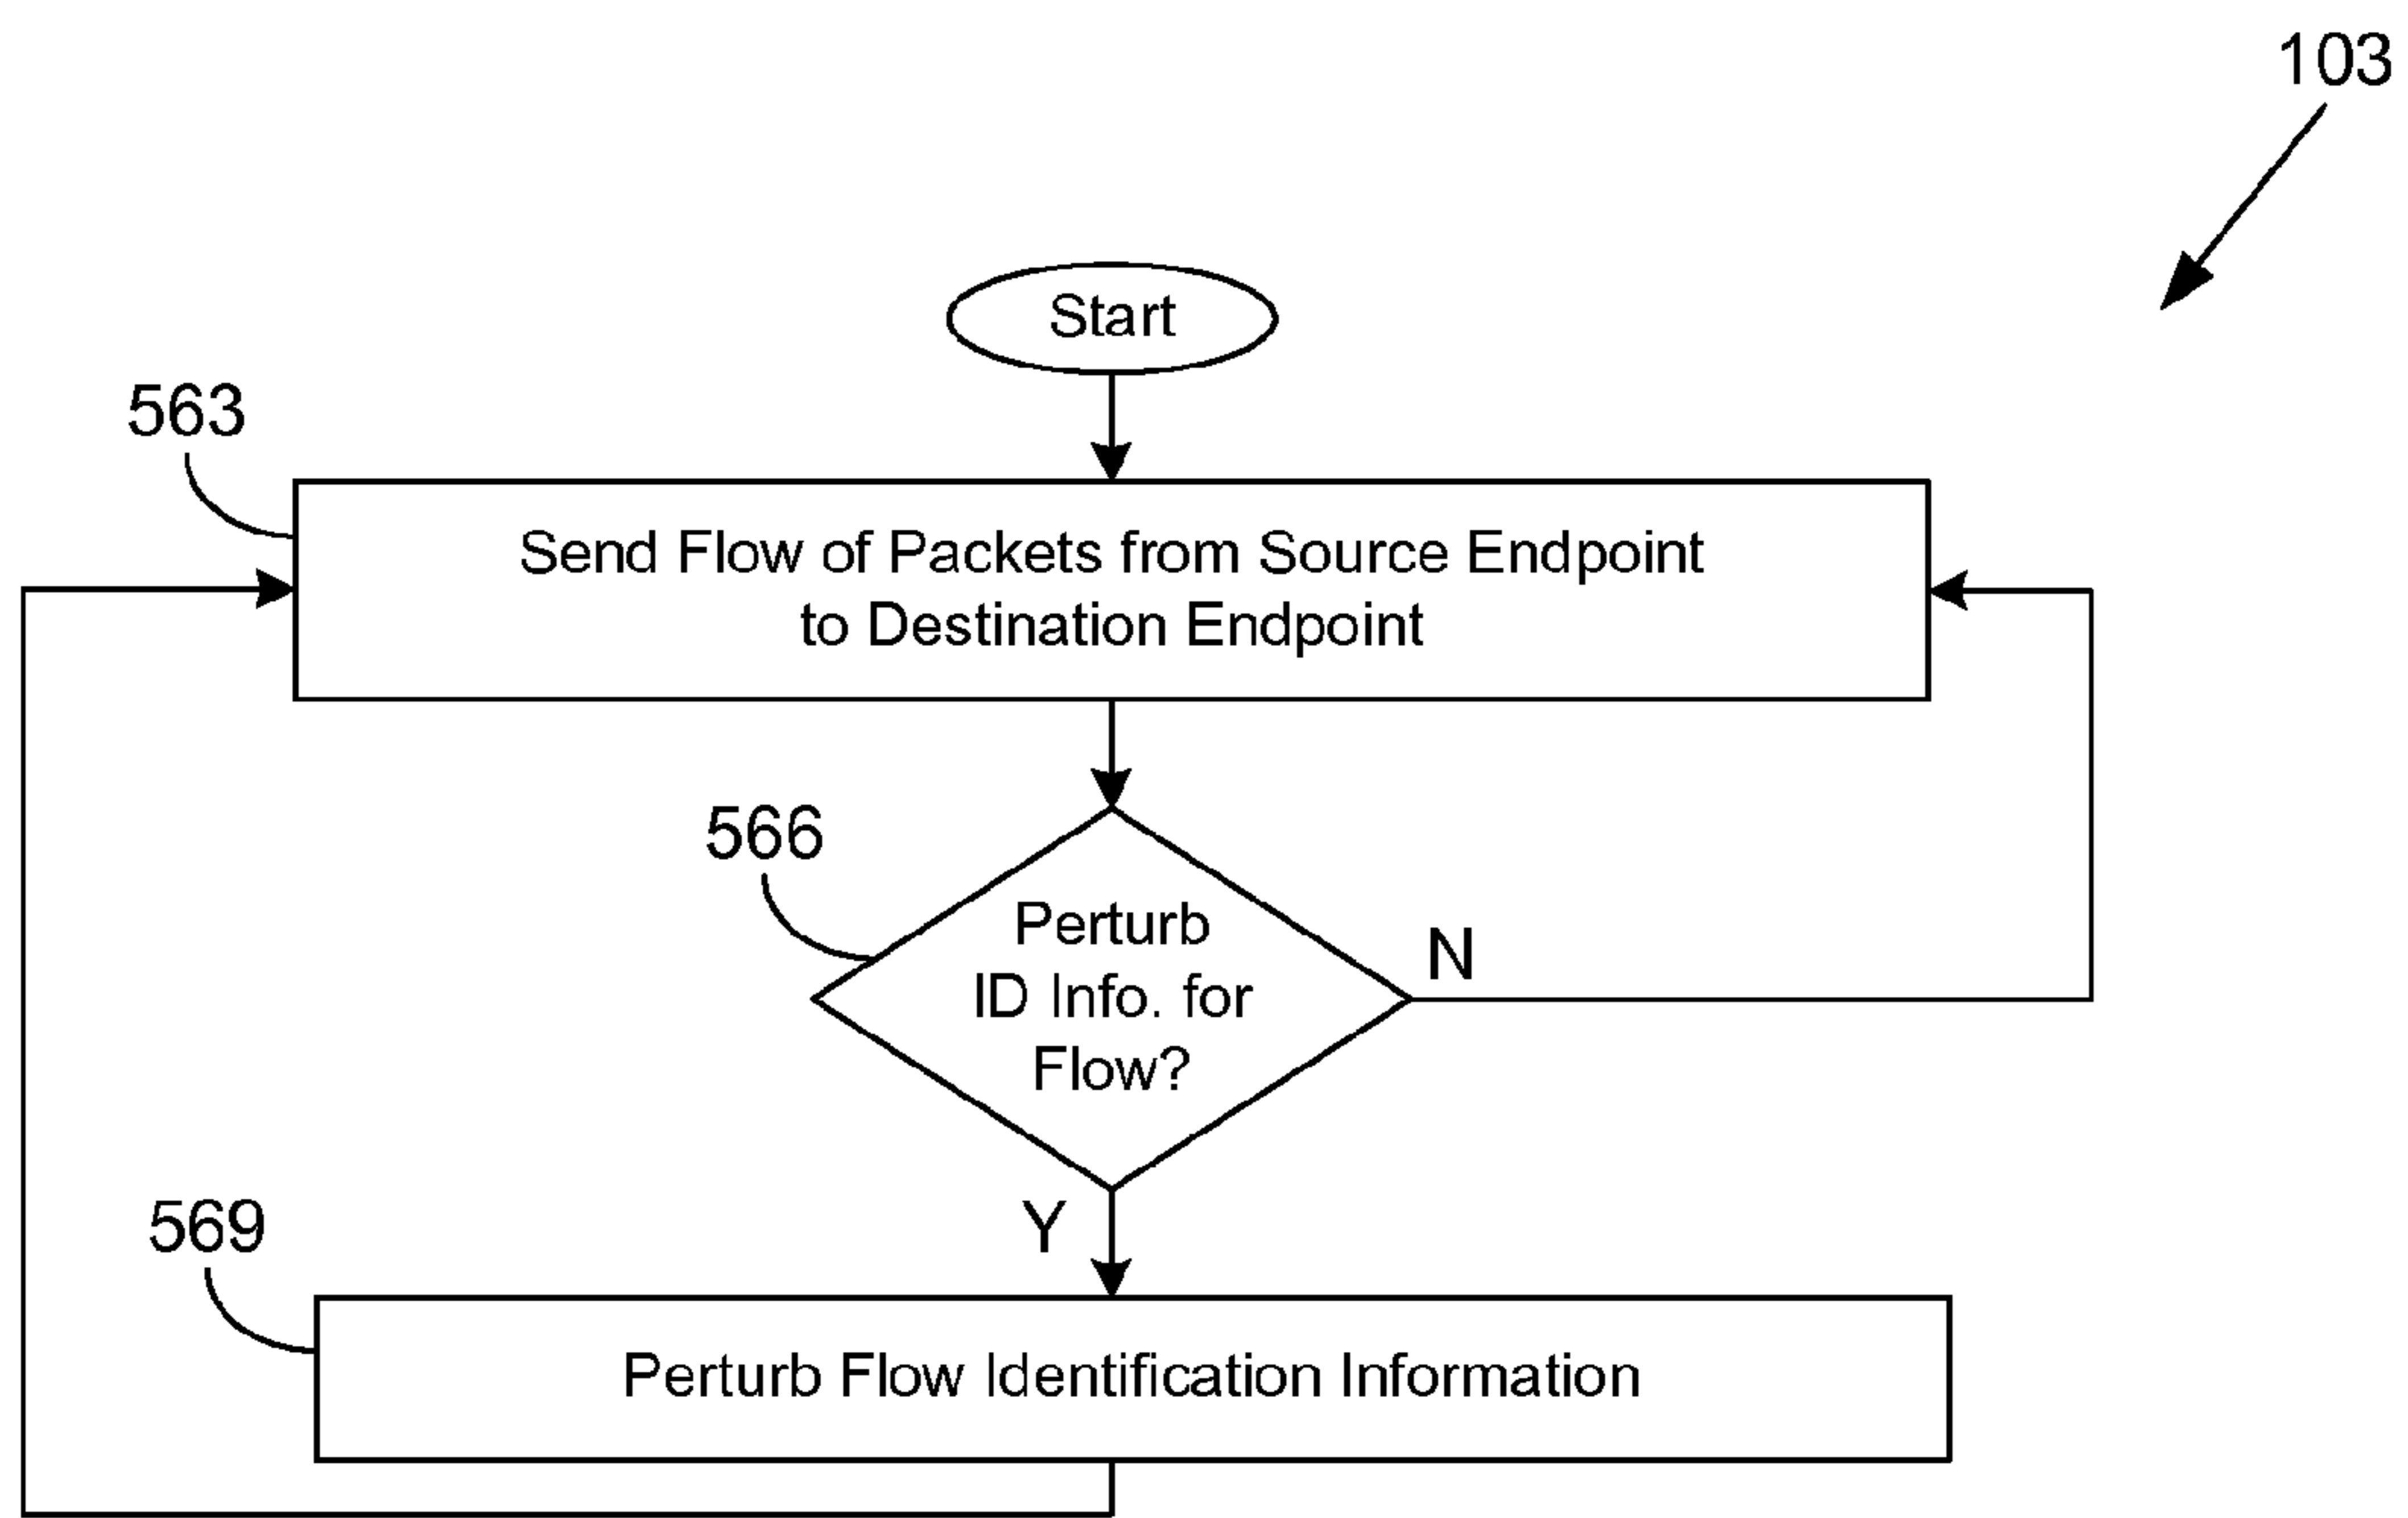 103
Start
563
Send Flow of Packets from Source Endpoint
to Destination Endpoint
566
Perturb
ID Info. for
Flow?
N
Y
569
Perturb Flow Identification Information